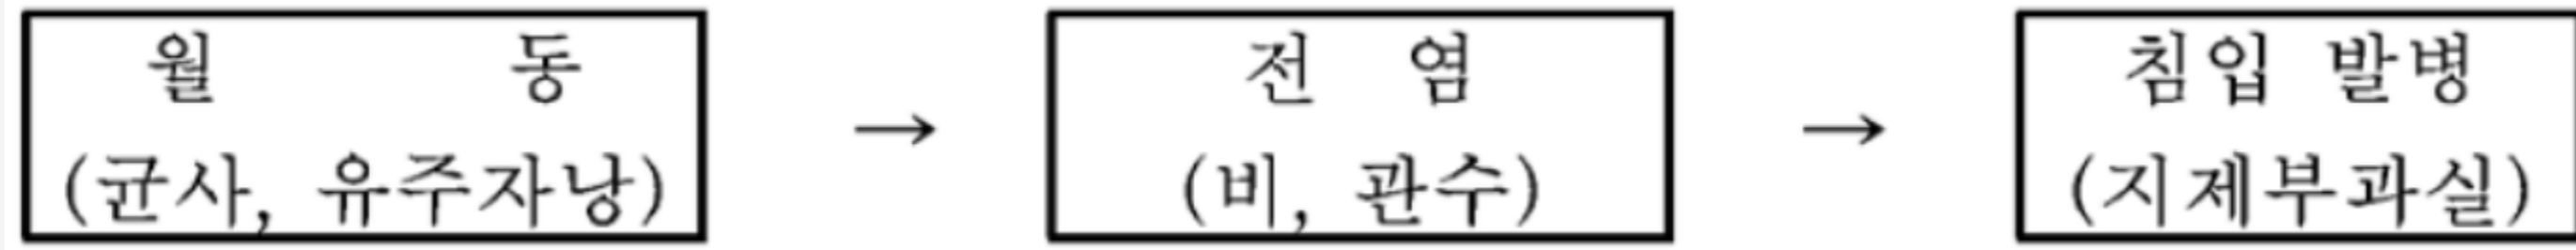 월 동
(균사, 유주자낭)
→
전 염
(비, 관수)
→
침입 발병
(지제부과실)